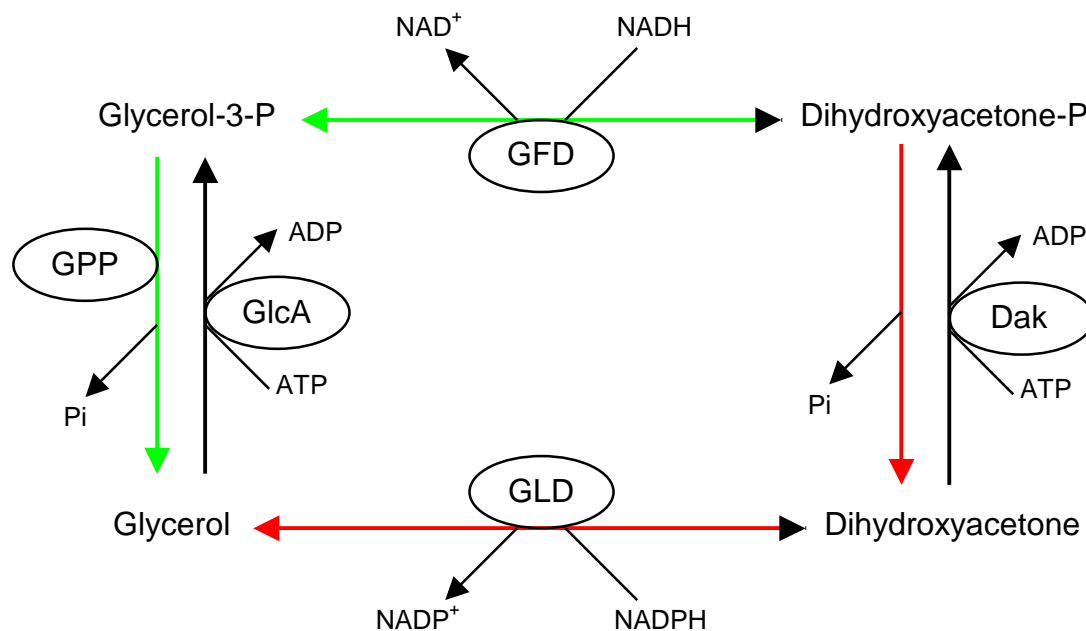 NAD+ NADH
Glycerol-3-P Dihydroxyacetone-P
GFD
ADP ADP
GPP
GlcA Dak
ATP ATP
Pi Pi
GLD
Glycerol Dihydroxyacetone
NADP+ NADPH